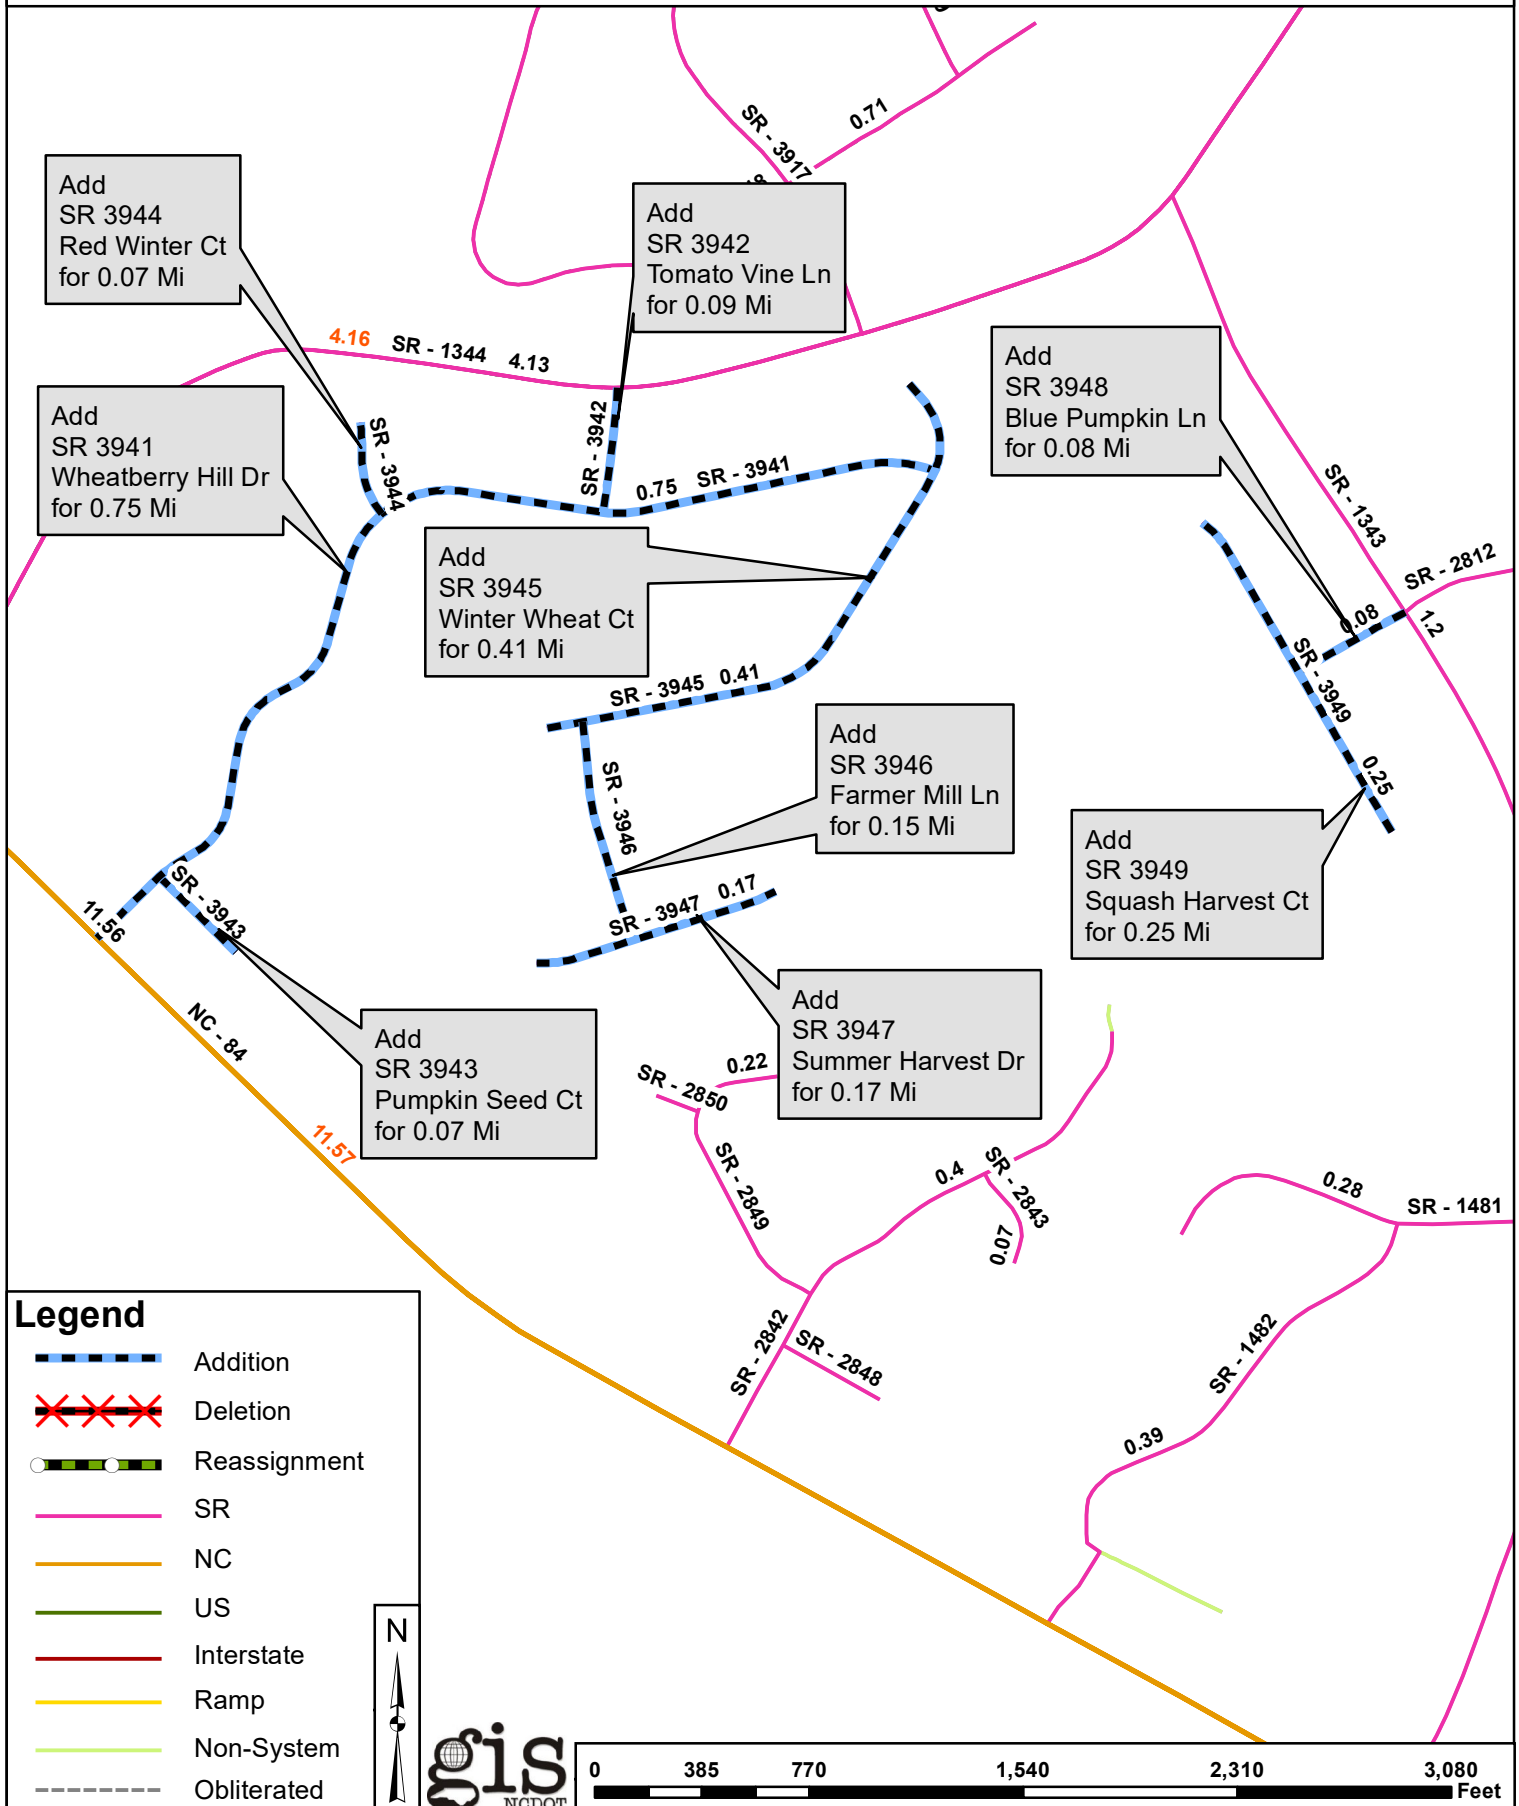 SR - 3917
0.71
Add
SR 3944
Red Winter Ct
for 0.07 Mi
Add
SR 3942
Tomato Vine Ln
for 0.09 Mi
4.16
SR - 1344
4.13
Add
SR 3948
Blue Pumpkin Ln
for 0.08 Mi
Add
SR 3941
Wheatberry Hill Dr
for 0.75 Mi
SR - 3944
SR - 3942
0.75
SR - 3941
SR - 1343
SR - 2812
Add
SR 3945
Winter Wheat Ct
for 0.41 Mi
0.08
1.2
SR - 3945
0.41
SR - 3949
0.25
Add
SR 3946
Farmer Mill Ln
for 0.15 Mi
SR - 3946
Add
SR 3949
Squash Harvest Ct
for 0.25 Mi
SR - 3943
11.56
SR - 3947
0.17
NC - 84
Add
SR 3947
Summer Harvest Dr
for 0.17 Mi
Add
SR 3943
Pumpkin Seed Ct
for 0.07 Mi
11.57
0.22
SR - 2850
SR - 2849
0.4
SR - 2843
0.07
0.28
SR - 1481
SR - 2842
SR - 2848
SR - 1482
0.39
Legend
Addition
Deletion
Reassignment
SR
NC
US
Interstate
Ramp
Non-System
Obliterated
N
gis
NCDOT
0 385 770 1,540 2,310 3,080
Feet